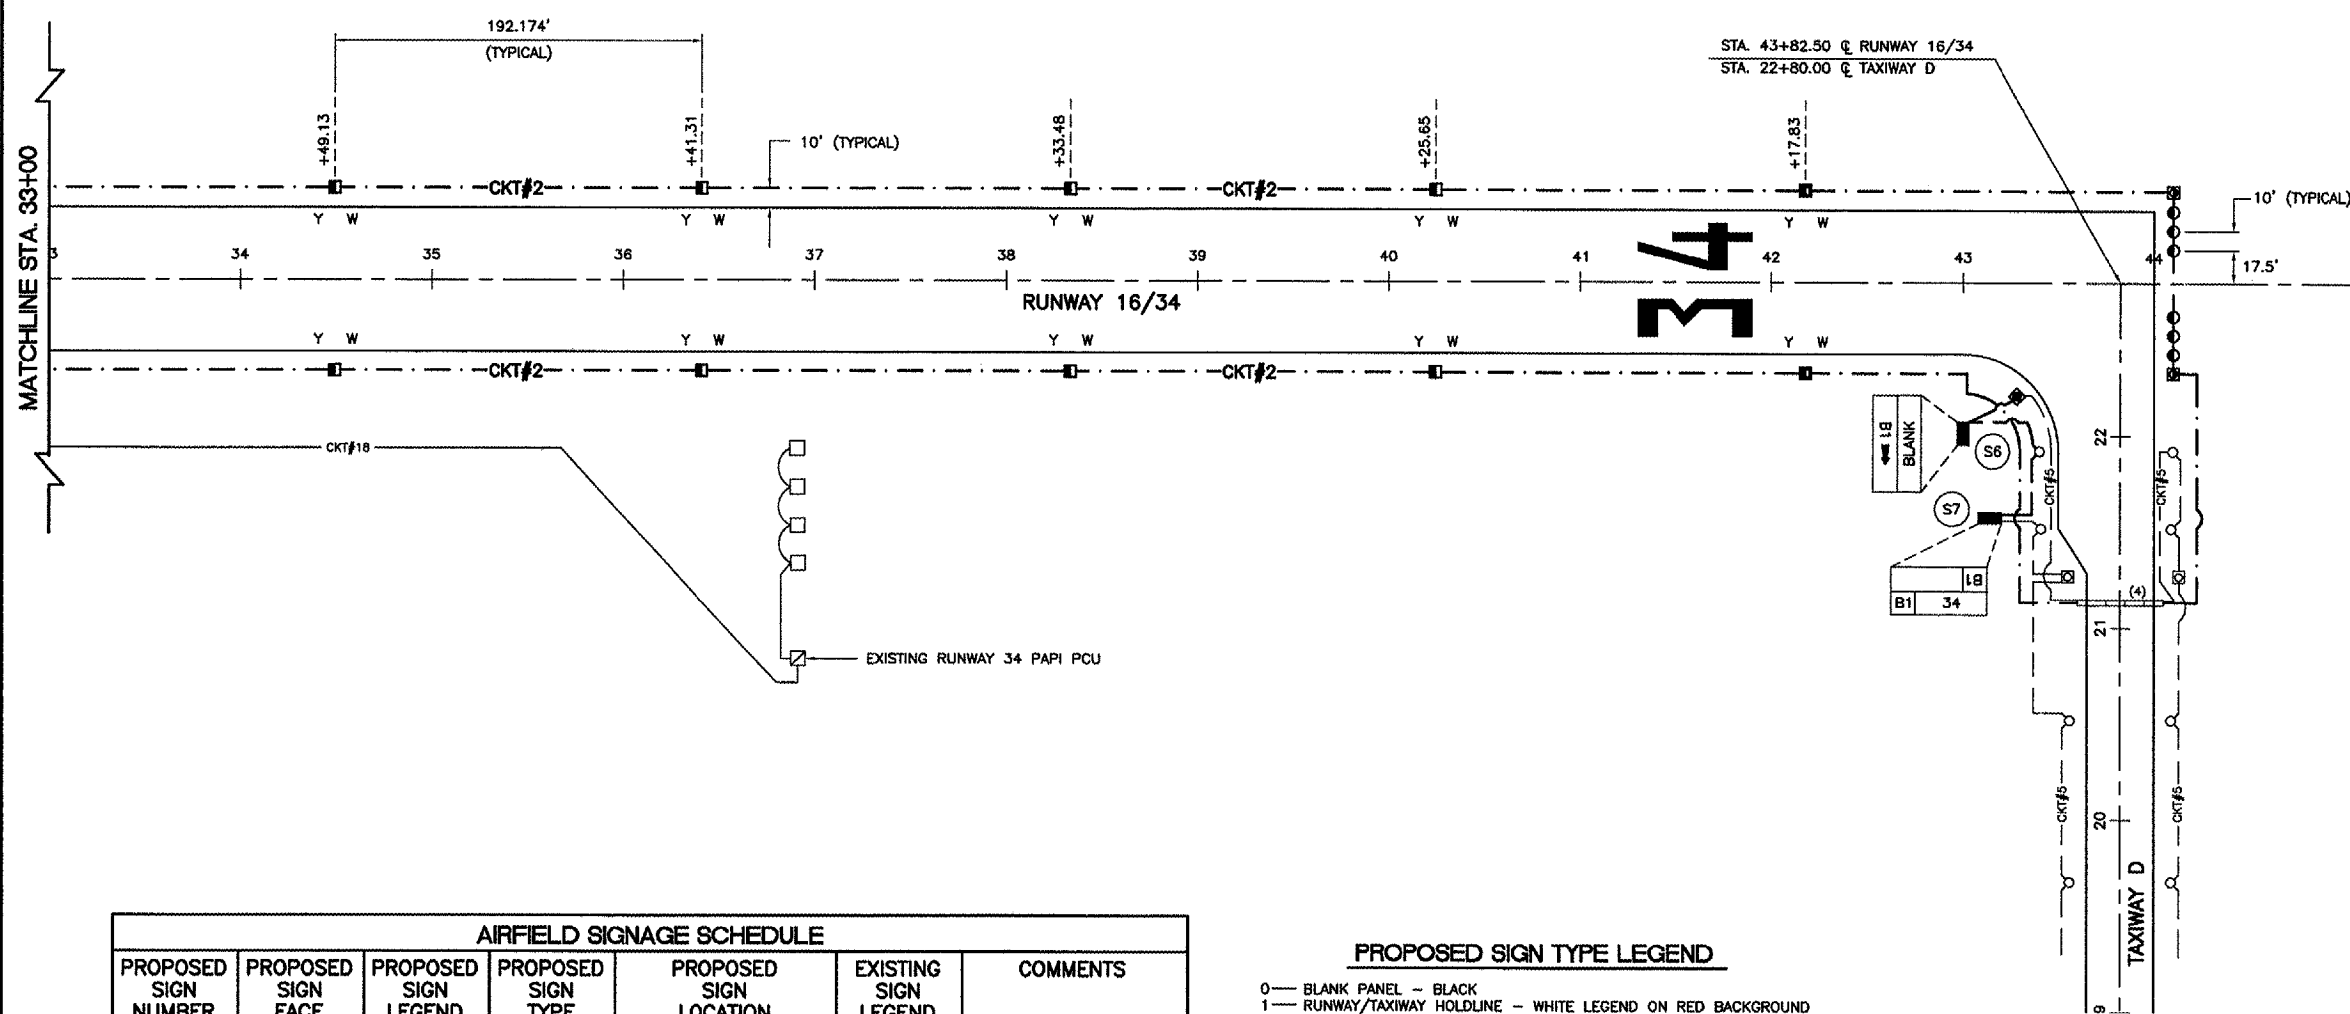 192.174'
(TYPICAL)
STA. 43+82.50 ℄ RUNWAY 16/34
STA. 22+80.00 ℄ TAXIWAY D
MATCHLINE STA. 33+00
+49.13
+41.31
+33.48
+25.65
+17.83
10' (TYPICAL)
CKT#2
CKT#2
10' (TYPICAL)
Y W
Y W
Y W
Y W
Y W
3
34
35
36
37
38
39
40
41
42
43
44
17.5'
34
RUNWAY 16/34
Y W
Y W
Y W
Y W
Y W
CKT#2
CKT#2
CKT#18
B1
BLANK
S6
S7
B1
B1 34
CKT#5
CKT#5
22
(4)
21
EXISTING RUNWAY 34 PAPI PCU
CKT#5
20
CKT#5
TAXIWAY D
9
AIRFIELD SIGNAGE SCHEDULE
PROPOSED SIGN NUMBER
PROPOSED SIGN FACE
PROPOSED SIGN LEGEND
PROPOSED SIGN TYPE
PROPOSED SIGN LOCATION
EXISTING SIGN LEGEND
COMMENTS
PROPOSED SIGN TYPE LEGEND
0— BLANK PANEL – BLACK
1— RUNWAY/TAXIWAY HOLDLINE – WHITE LEGEND ON RED BACKGROUND